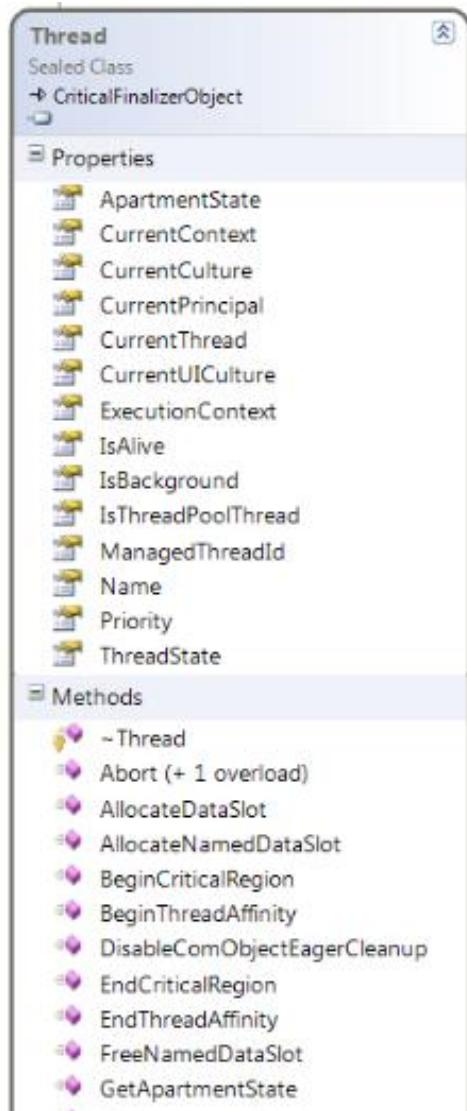 Thread
Sealed Class
CriticalFinalizerObject
Properties
ApartmentState
CurrentContext
CurrentCulture
CurrentPrincipal
CurrentThread
CurrentUICulture
ExecutionContext
IsAlive
IsBackground
IsThreadPoolThread
ManagedThreadId
Name
Priority
ThreadState
Methods
~Thread
Abort (+ 1 overload)
AllocateDataSlot
AllocateNamedDataSlot
BeginCriticalRegion
BeginThreadAffinity
DisableComObjectEagerCleanup
EndCriticalRegion
EndThreadAffinity
FreeNamedDataSlot
GetApartmentState